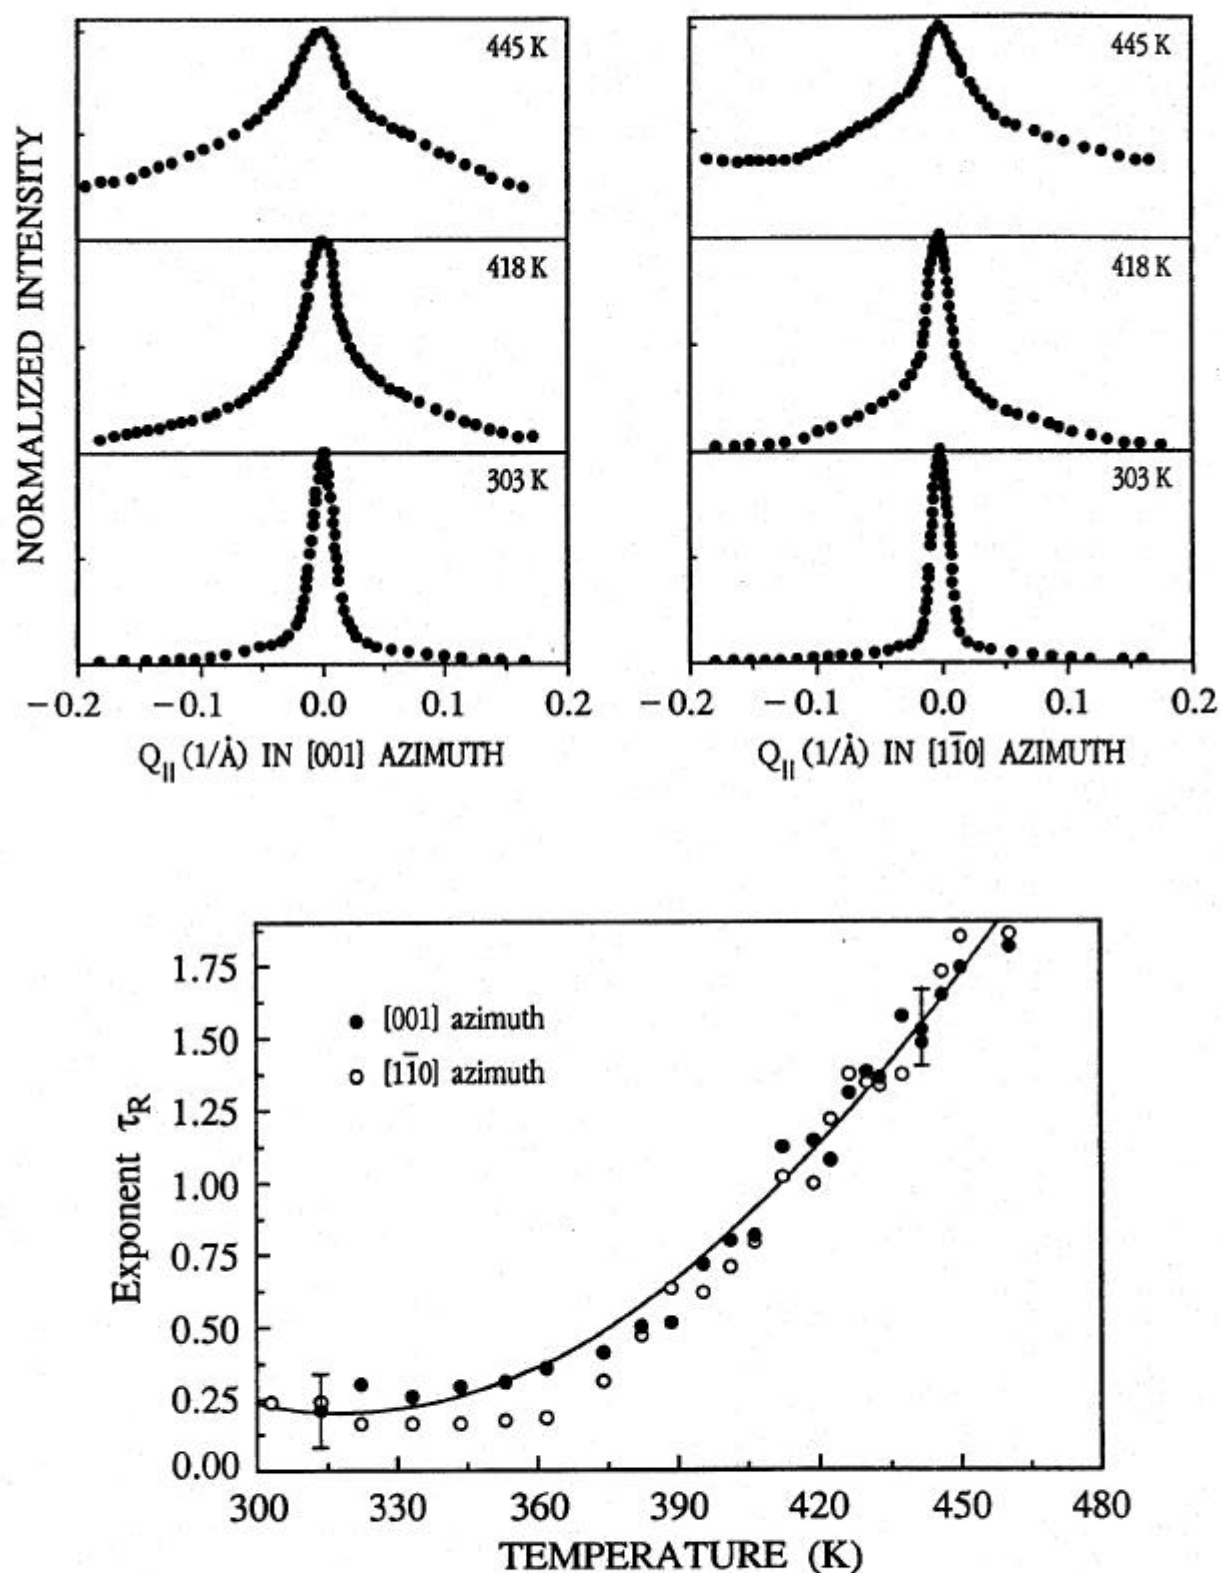 NORMALIZED INTENSITY
445 K
418 K
303 K
−0.2 −0.1 0.0 0.1 0.2
Q|| (1/Å) IN [001] AZIMUTH
445 K
418 K
303 K
−0.2 −0.1 0.0 0.1 0.2
Q|| (1/Å) IN [11̄0] AZIMUTH
Exponent τR
1.75
1.50
1.25
1.00
0.75
0.50
0.25
0.00
[001] azimuth
[11̄0] azimuth
300 330 360 390 420 450 480
TEMPERATURE (K)